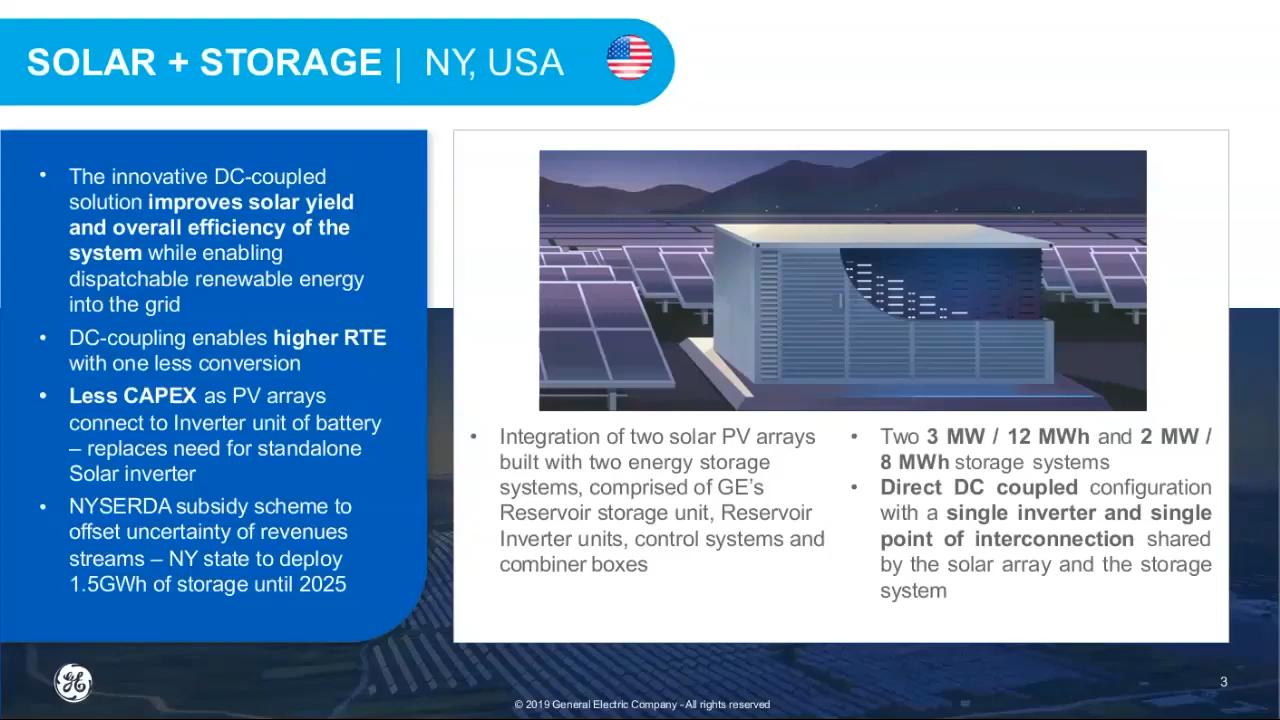 SOLAR + STORAGE | NY, USA
• The innovative DC-coupled
solution improves solar yield
and overall efficiency of the
system while enabling
dispatchable renewable energy
into the grid
• DC-coupling enables higher RTE
with one less conversion
• Less CAPEX as PV arrays
connect to Inverter unit of battery
– replaces need for standalone
Solar inverter
• NYSERDA subsidy scheme to
offset uncertainty of revenues
streams – NY state to deploy
1.5GWh of storage until 2025
• Integration of two solar PV arrays
built with two energy storage
systems, comprised of GE’s
Reservoir storage unit, Reservoir
Inverter units, control systems and
combiner boxes
• Two 3 MW / 12 MWh and 2 MW /
8 MWh storage systems
• Direct DC coupled configuration
with a single inverter and single
point of interconnection shared
by the solar array and the storage
system
GE
3
© 2019 General Electric Company - All rights reserved